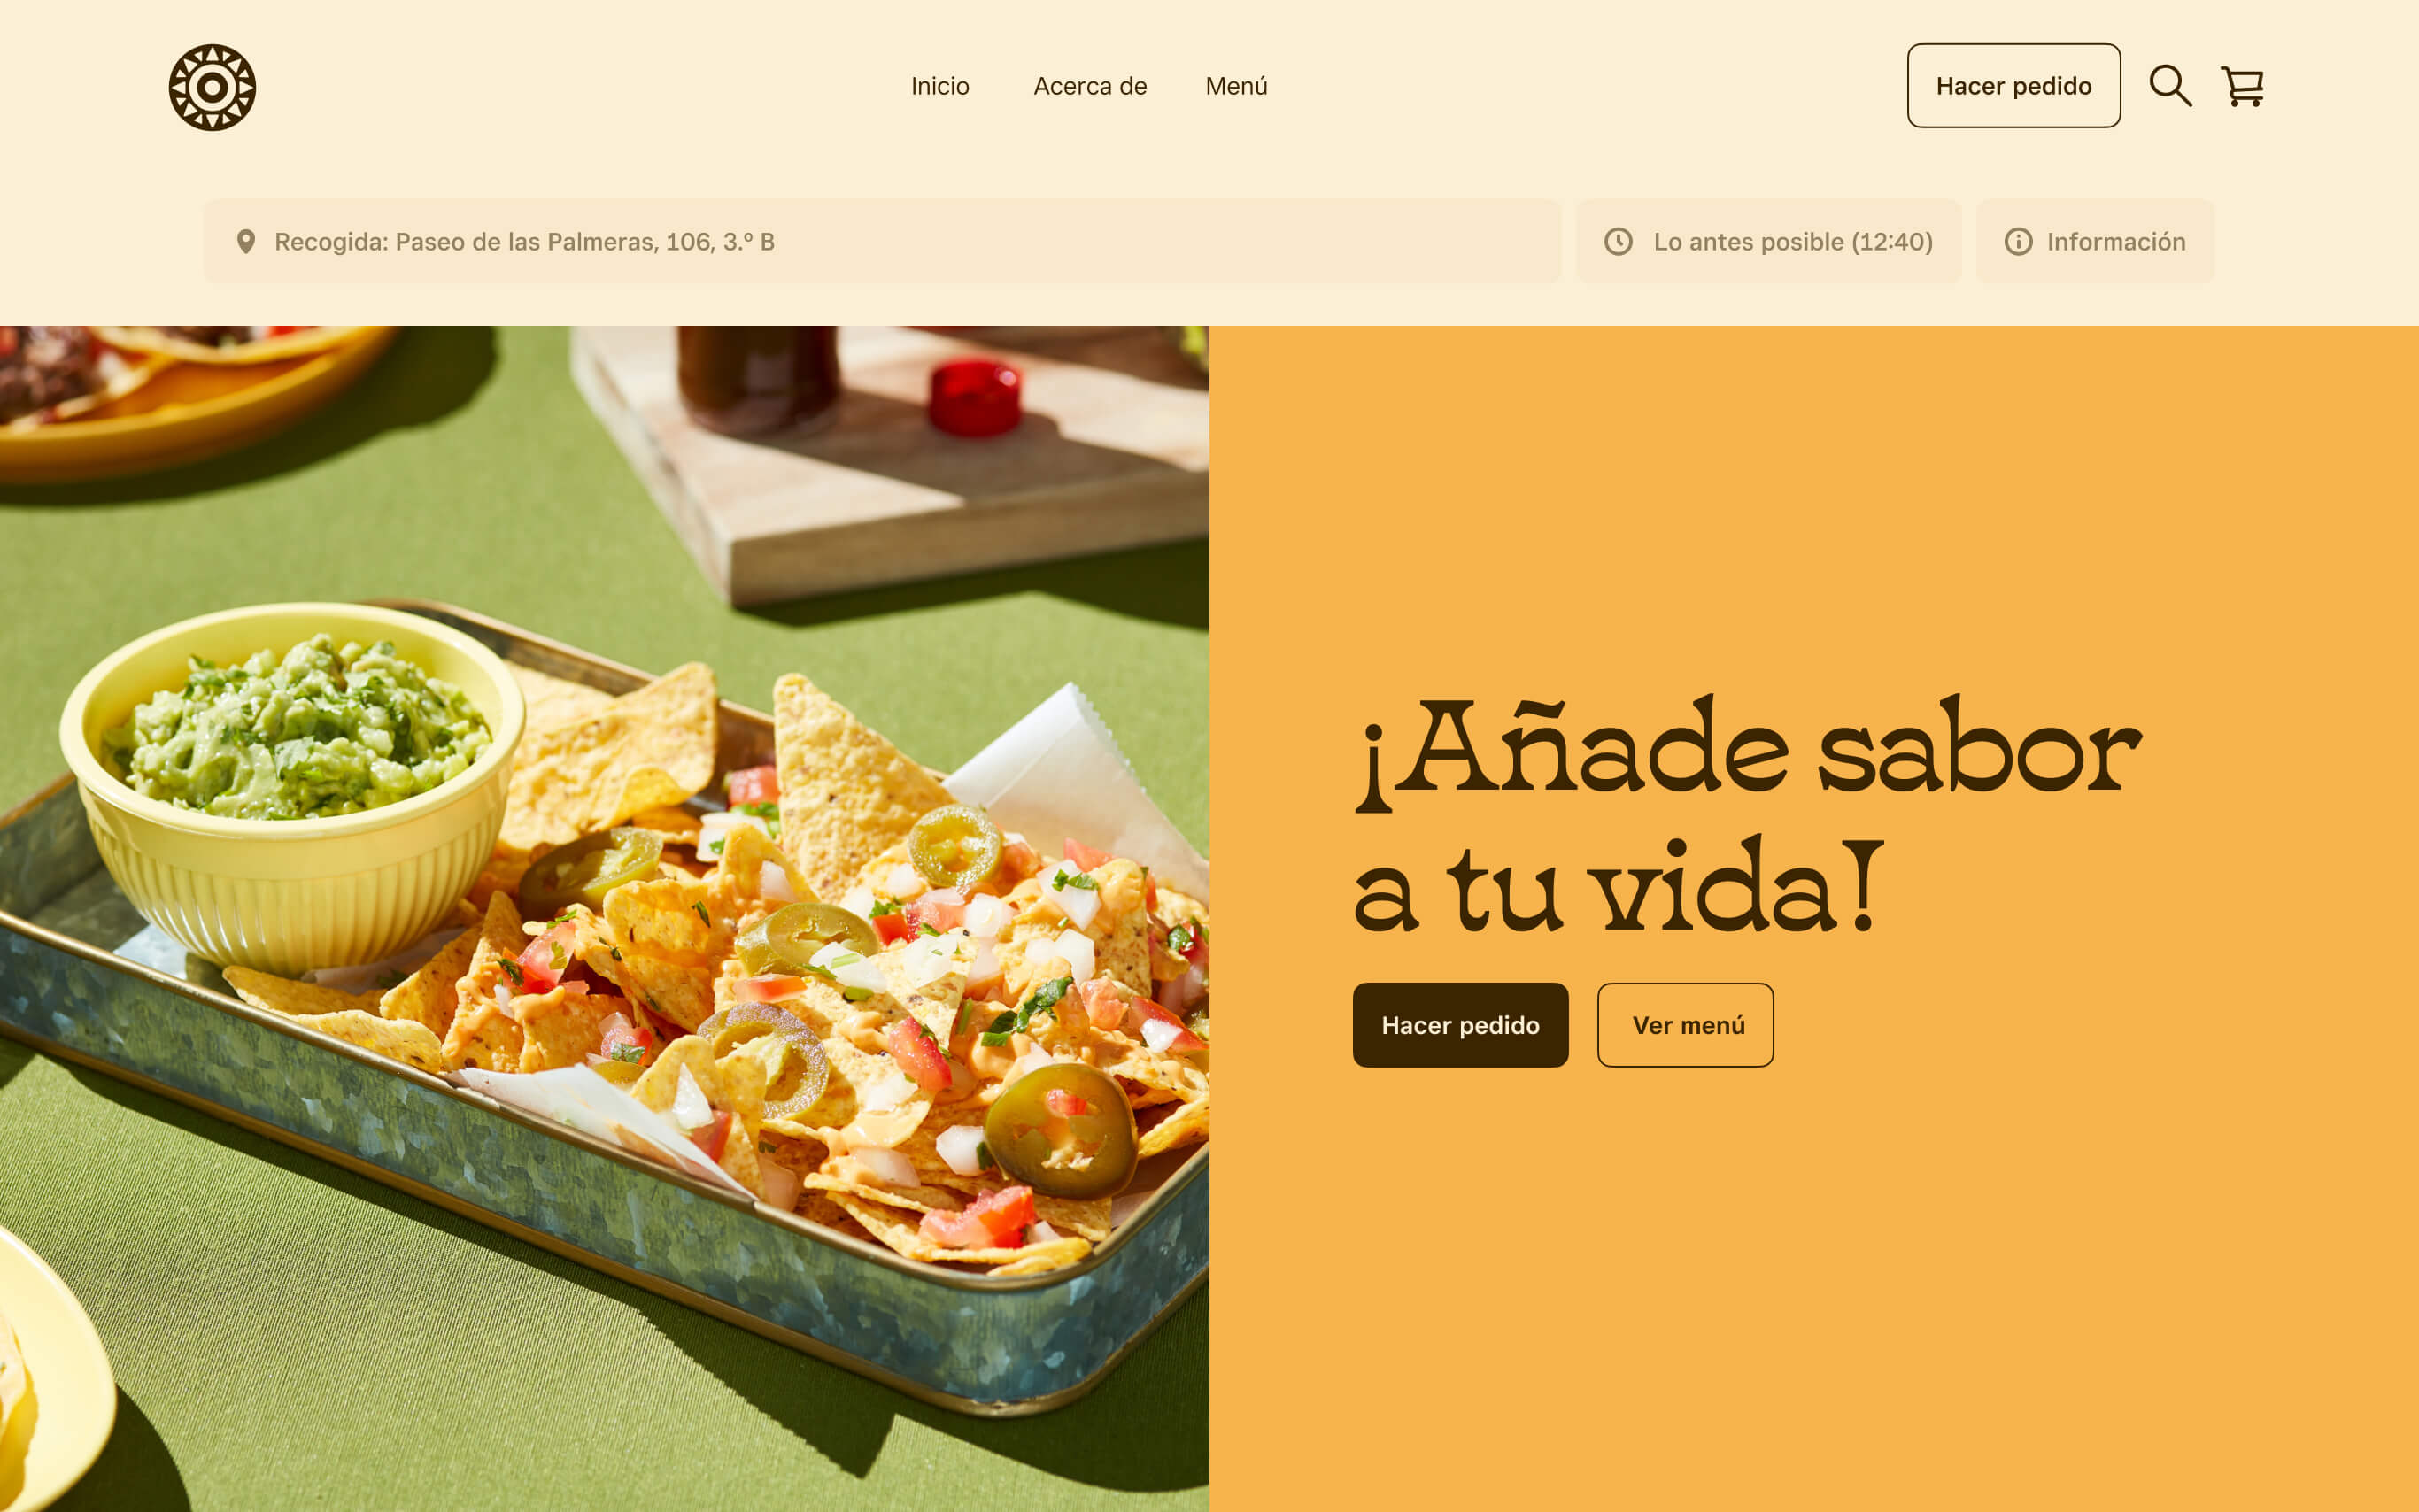 Inicio Acerca de Menú Hacer pedido
Recogida: Paseo de las Palmeras, 106, 3.º B Lo antes posible (12:40) Información
¡Añade sabor
a tu vida!
Hacer pedido Ver menú